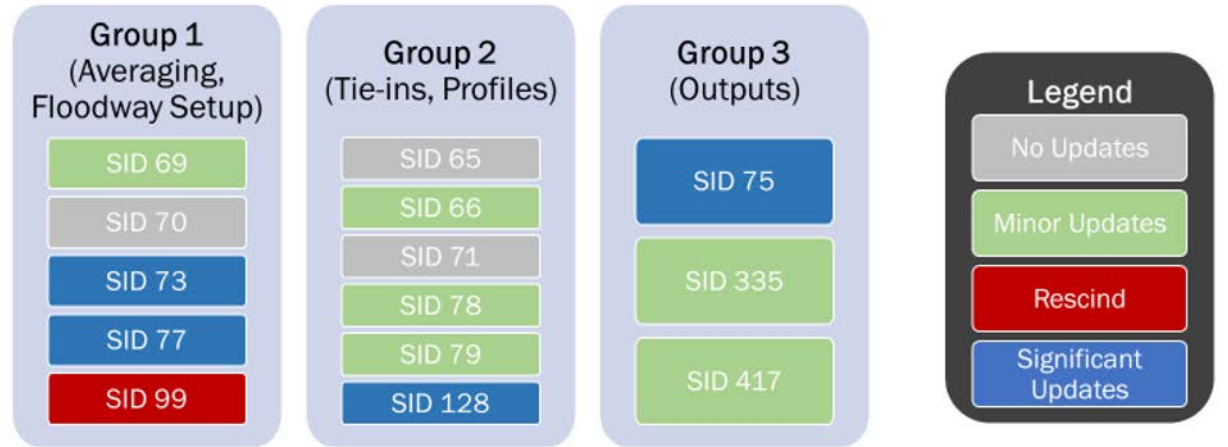 Group 1
(Averaging,
Floodway Setup)
SID 69
SID 70
SID 73
SID 77
SID 99
Group 2
(Tie-ins, Profiles)
SID 65
SID 66
SID 71
SID 78
SID 79
SID 128
Group 3
(Outputs)
SID 75
SID 335
SID 417
Legend
No Updates
Minor Updates
Rescind
Significant
Updates